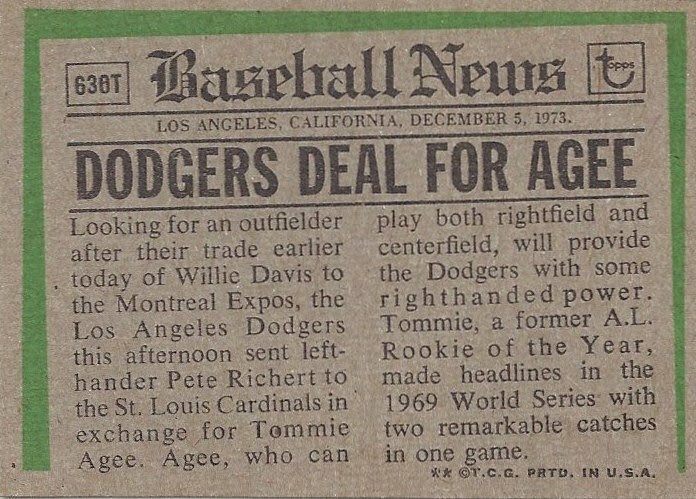 630T
Baseball News
topps
LOS ANGELES, CALIFORNIA, DECEMBER 5, 1973.
DODGERS DEAL FOR AGEE
Looking for an outfielder
after their trade earlier
today of Willie Davis to
the Montreal Expos, the
Los Angeles Dodgers
this afternoon sent left-
hander Pete Richert to
the St. Louis Cardinals in
exchange for Tommie
Agee. Agee, who can
play both rightfield and
centerfield, will provide
the Dodgers with some
righthanded power.
Tommie, a former A.L.
Rookie of the Year,
made headlines in the
1969 World Series with
two remarkable catches
in one game.
** ©T.C.G. PRTD. IN U.S.A.